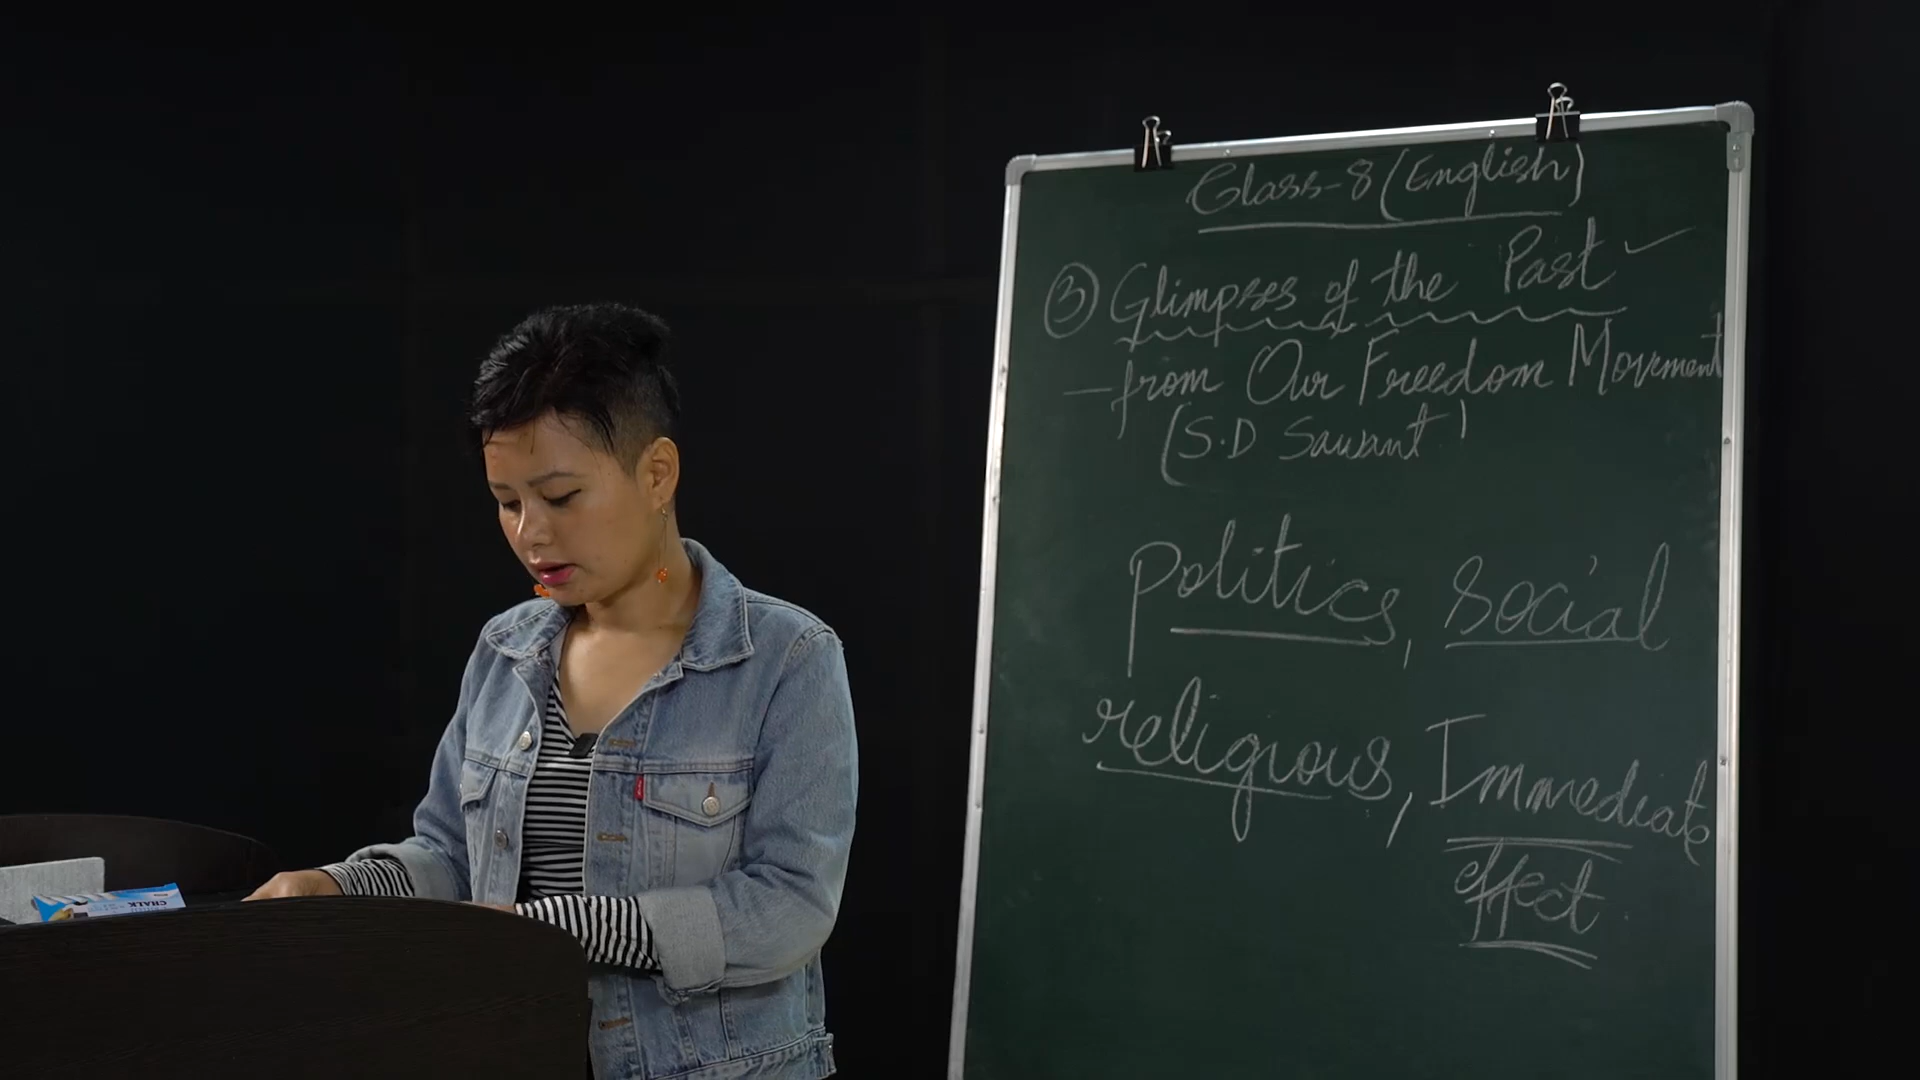 Class-8 (English)
③ Glimpses of the Past
- from Our Freedom Movement
(S.D Sawant)
Politics, Social
religious, Immediate
effect
CHALK